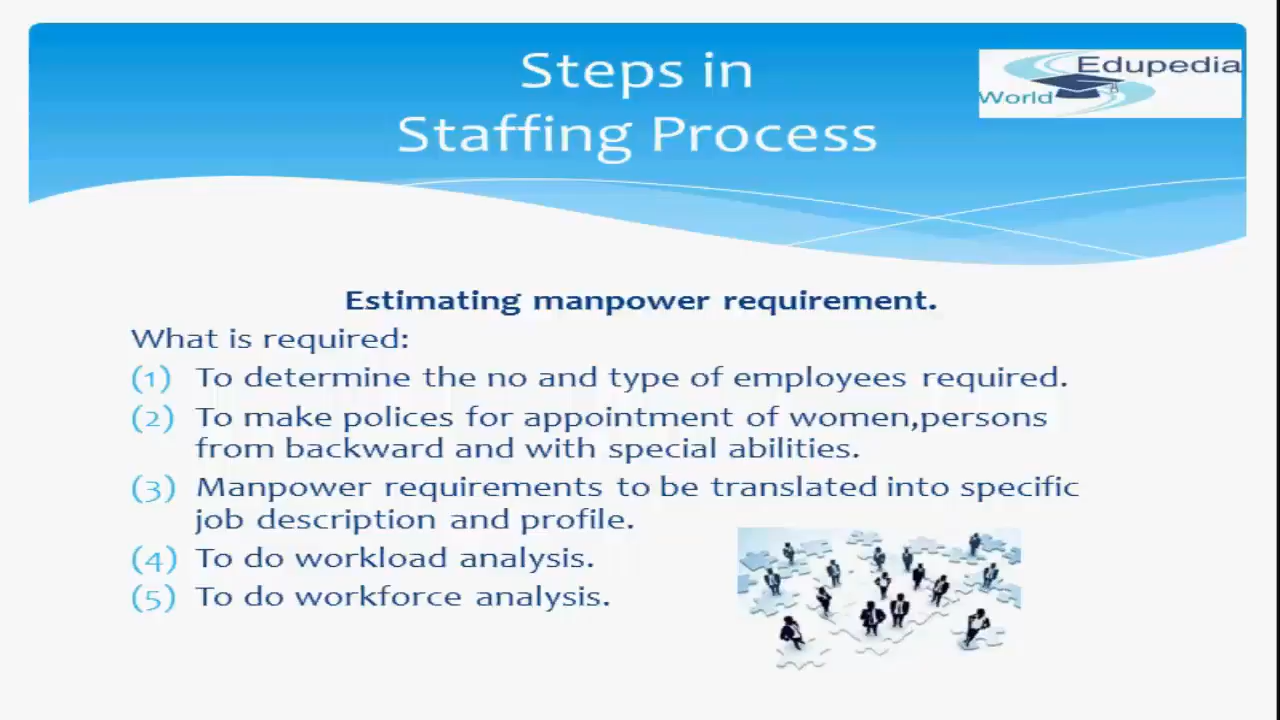 Steps in
Staffing Process
Edupedia
World
Estimating manpower requirement.
What is required:
(1) To determine the no and type of employees required.
(2) To make polices for appointment of women,persons
from backward and with special abilities.
(3) Manpower requirements to be translated into specific
job description and profile.
(4) To do workload analysis.
(5) To do workforce analysis.